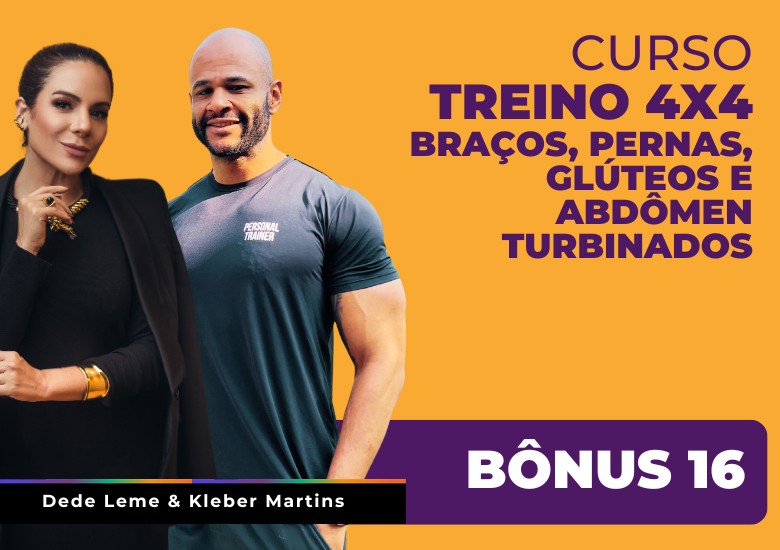 CURSO
TREINO 4X4
BRAÇOS, PERNAS,
GLÚTEOS E
ABDÔMEN
TURBINADOS
PERSONAL
TRAINER
BÔNUS 16
Dede Leme & Kleber Martins